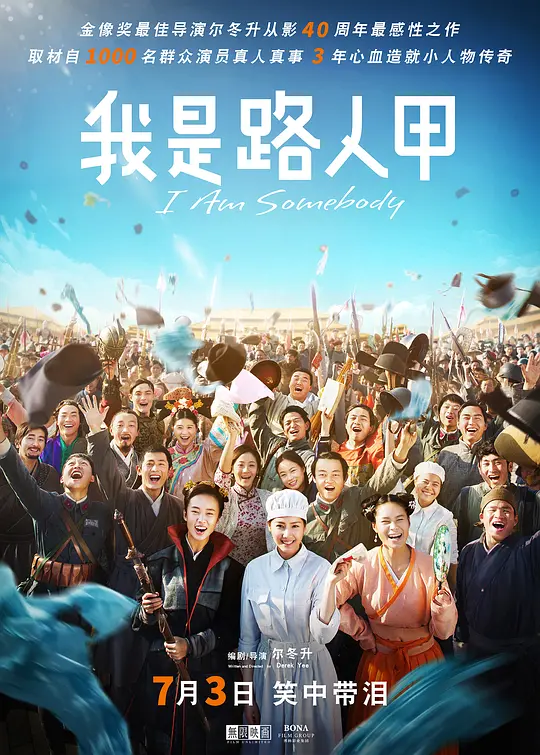 金像奖最佳导演尔冬升从影40周年最感性之作
取材自1000名群众演员真人真事 3年心血造就小人物传奇
我是路人甲
I Am Somebody
编剧/导演 尔冬升
Written and Directed by Derek Yee
7月3日 笑中带泪
無限映画 BONA
FILM UNLIMITED FILM GROUP